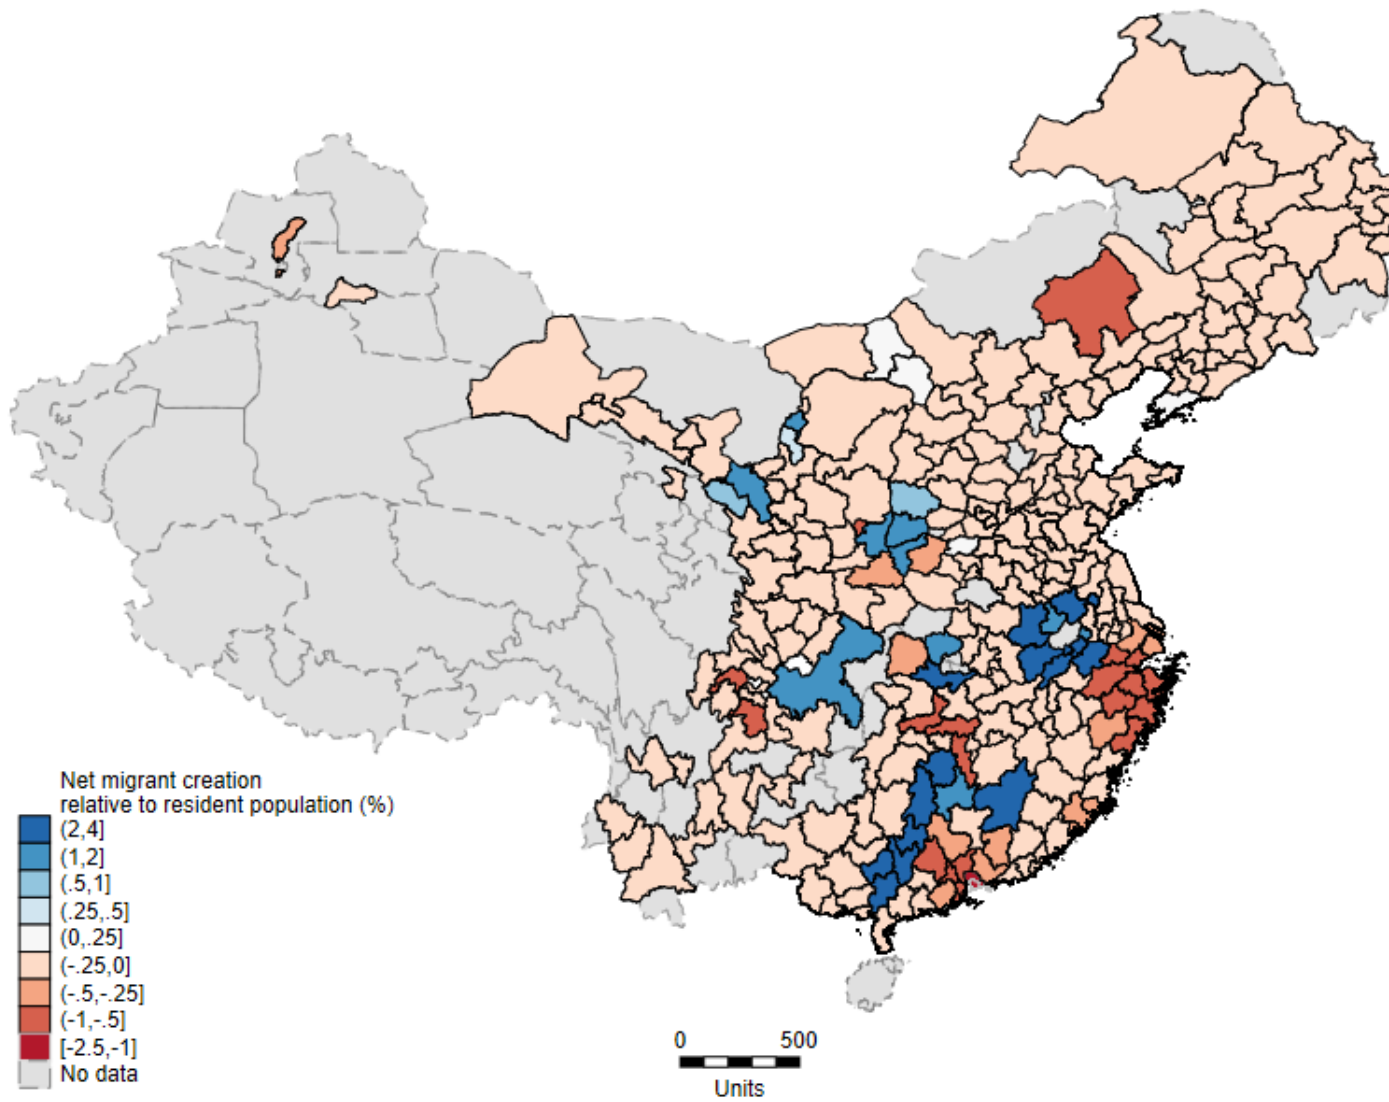 Net migrant creation
relative to resident population (%)
(2,4]
(1,2]
(.5,1]
(.25,.5]
(0,.25]
(-.25,0]
(-.5,-.25]
(-1,-.5]
[-2.5,-1]
No data
0 500
Units